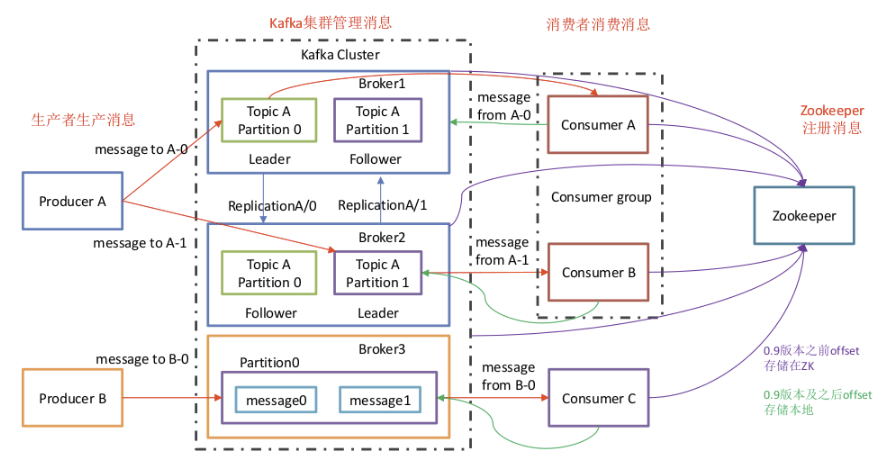 Kafka集群管理消息
消费者消费消息
Kafka Cluster
Broker1
生产者生产消息
Topic A
Partition 0
Topic A
Partition 1
message
from A-0
Consumer A
Zookeeper
注册消息
message to A-0
Leader
Follower
Producer A
ReplicationA/0
ReplicationA/1
Consumer group
Zookeeper
message to A-1
Broker2
Topic A
Partition 0
Topic A
Partition 1
message
from A-1
Consumer B
Follower
Leader
message to B-0
Broker3
Partition0
message
from B-0
0.9版本之前offset
存储在ZK
Producer B
message0
message1
Consumer C
0.9版本及之后offset
存储本地